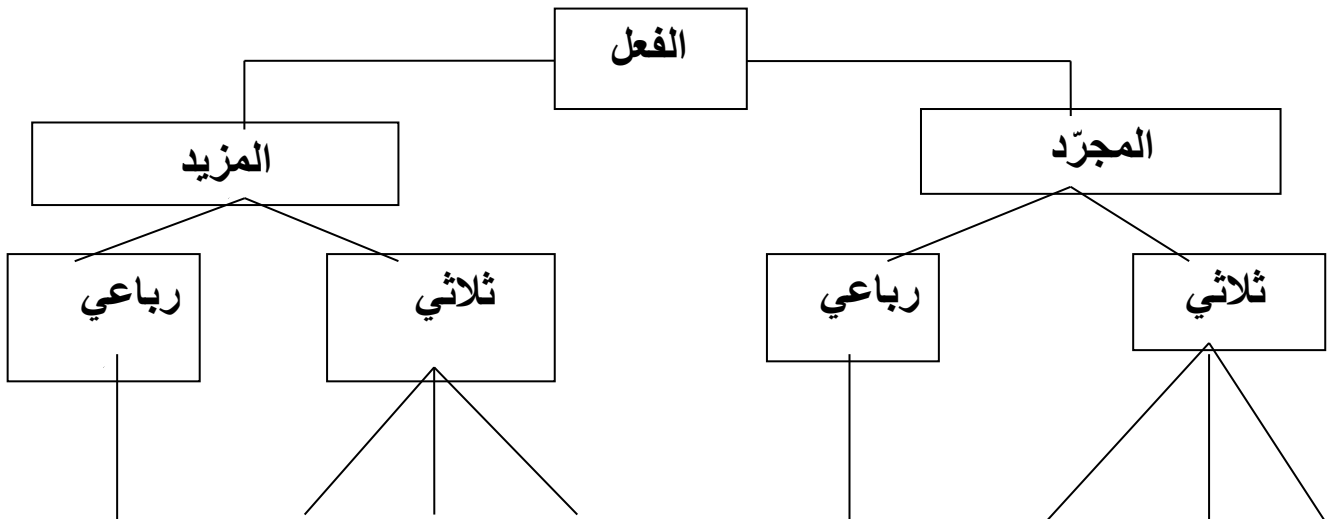 الفعل
المجرّد
المزيد
ثلاثي
رباعي
ثلاثي
رباعي